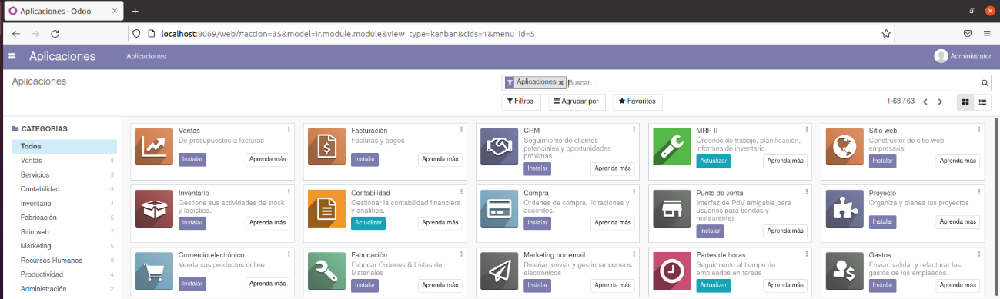 Aplicaciones - Odoo
localhost:8069/web/#action=35&model=ir.module.module&view_type=kanban&cids=1&menu_id=5
Aplicaciones Aplicaciones Administrator
Aplicaciones
Aplicaciones Buscar...
Filtros Agrupar por Favoritos 1-63 / 63
CATEGORÍAS
Todos
Ventas 8
Servicios 3
Contabilidad 13
Inventario 4
Fabricación 5
Sitio web 7
Marketing 5
Recursos Humanos 9
Productividad 4
Administración 2
Ventas
De presupuestos a facturas
Instalar Aprenda más
Facturación
Facturas y pagos
Instalar Aprenda más
CRM
Seguimiento de clientes
potenciales y oportunidades
próximas
Instalar Aprenda más
MRP II
Órdenes de trabajo, planificación,
informes de inventario.
Actualizar Aprenda más
Sitio web
Constructor de sitio web
empresarial
Instalar Aprenda más
Inventario
Gestione sus actividades de stock
y logística.
Instalar Aprenda más
Contabilidad
Gestionar la contabilidad financiera
y analítica.
Actualizar Aprenda más
Compra
Órdenes de compra, licitaciones y
acuerdos.
Instalar Aprenda más
Punto de venta
Interfaz de PdV amigable para
usuarios para tiendas y
restaurantes
Instalar Aprenda más
Proyecto
Organiza y planea tus proyectos
Instalar Aprenda más
Comercio electrónico
Venda sus productos online
Instalar Aprenda más
Fabricación
Fabricar Órdenes & Listas de
Materiales
Instalar Aprenda más
Marketing por email
Diseñar, enviar y gestionar correos
electrónicos
Instalar Aprenda más
Partes de horas
Seguimiento al tiempo de
empleados en tareas
Actualizar Aprenda más
Gastos
Enviar, validar y refacturar los
gastos de los empleados.
Instalar Aprenda más